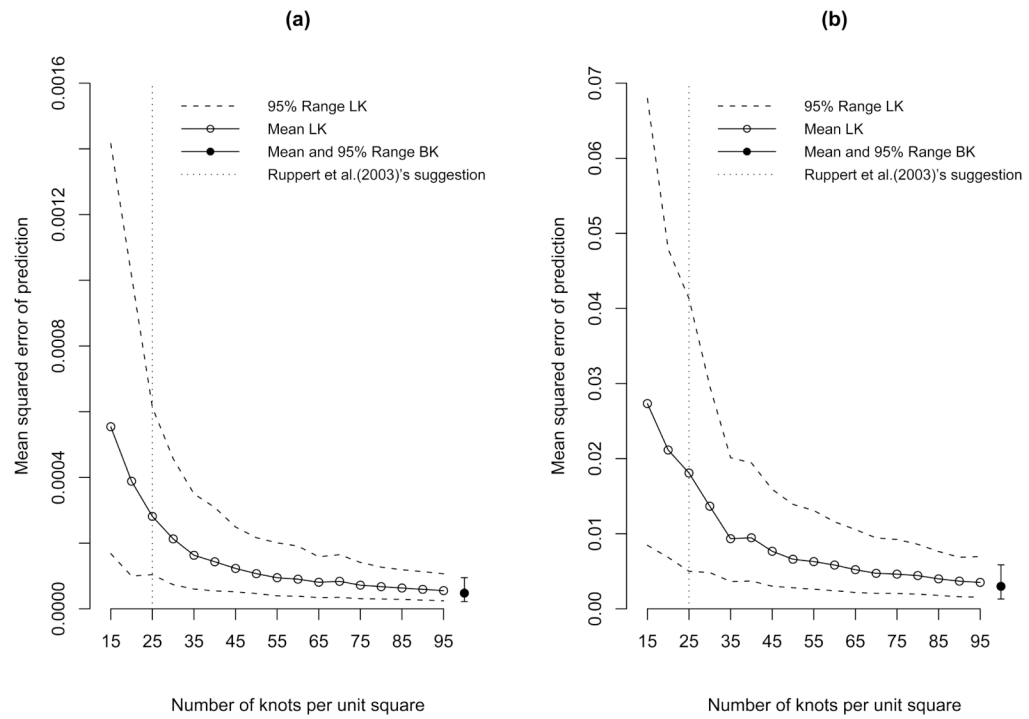 (a)
Mean squared error of prediction
0.0016
0.0012
0.0008
0.0004
0.0000
95% Range LK
Mean LK
Mean and 95% Range BK
Ruppert et al.(2003)'s suggestion
15 25 35 45 55 65 75 85 95
Number of knots per unit square
(b)
Mean squared error of prediction
0.07
0.06
0.05
0.04
0.03
0.02
0.01
0.00
95% Range LK
Mean LK
Mean and 95% Range BK
Ruppert et al.(2003)'s suggestion
15 25 35 45 55 65 75 85 95
Number of knots per unit square